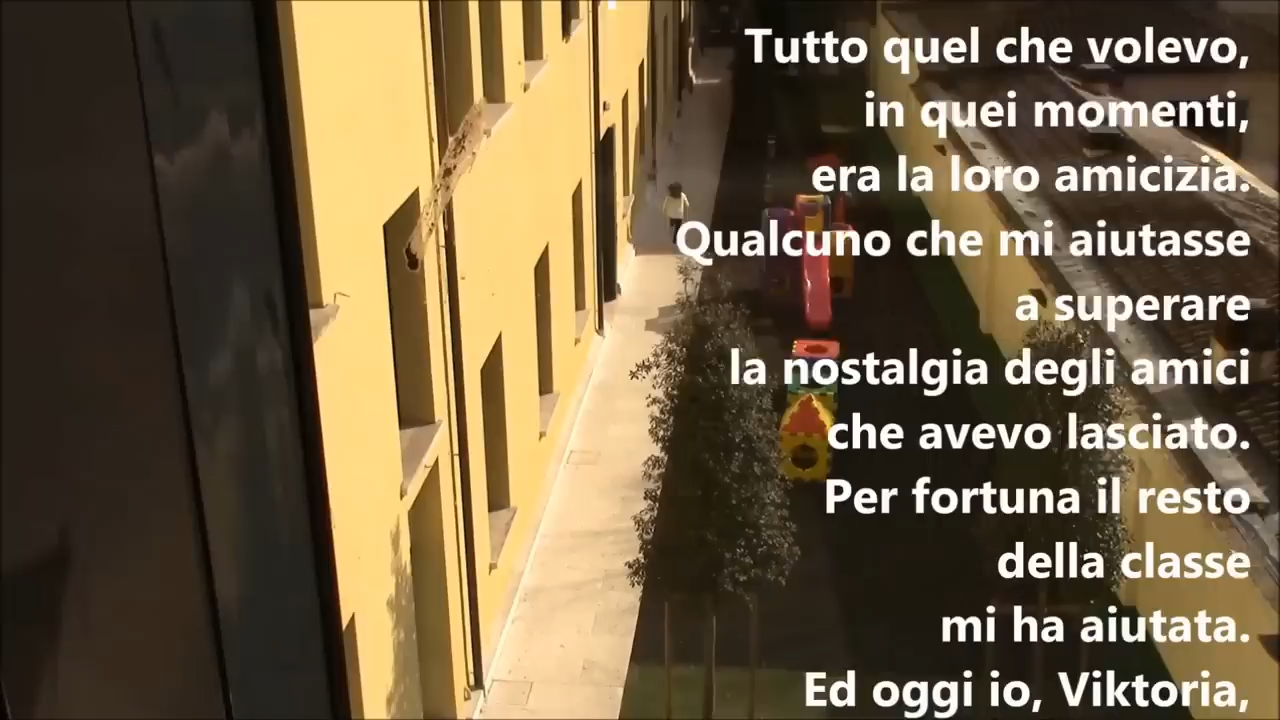 Tutto quel che volevo,
in quei momenti,
era la loro amicizia.
Qualcuno che mi aiutasse
a superare
la nostalgia degli amici
che avevo lasciato.
Per fortuna il resto
della classe
mi ha aiutata.
Ed oggi io, Viktoria,